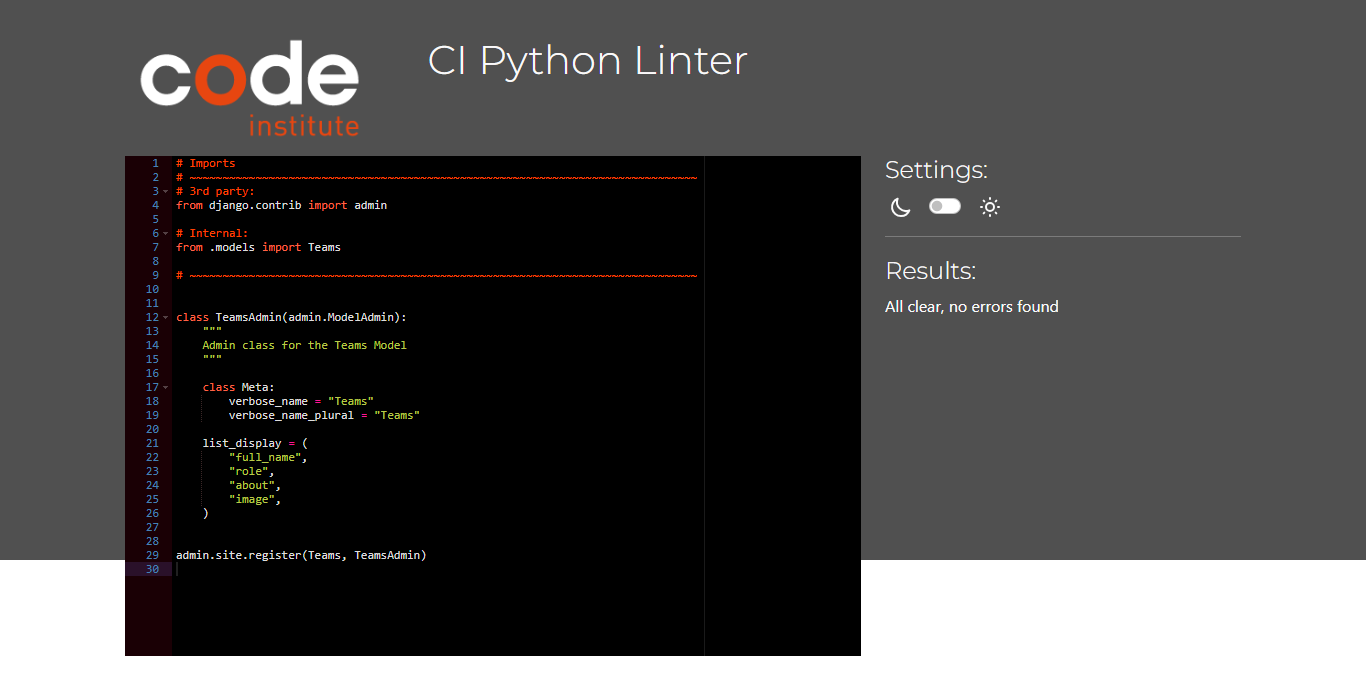 code
institute
CI Python Linter
1 # Imports
2 # ~~~~~~~~~~~~~~~~~~~~~~~~~~~~~~~~~~~~~~~~~~~~~~~~~~~~~~~~~~~~~~~~~~~~~~~~~~~~~
3 # 3rd party:
4 from django.contrib import admin
5
6 # Internal:
7 from .models import Teams
8
9 # ~~~~~~~~~~~~~~~~~~~~~~~~~~~~~~~~~~~~~~~~~~~~~~~~~~~~~~~~~~~~~~~~~~~~~~~~~~~~~
10
11
12 class TeamsAdmin(admin.ModelAdmin):
13     """
14     Admin class for the Teams Model
15     """
16
17     class Meta:
18         verbose_name = "Teams"
19         verbose_name_plural = "Teams"
20
21     list_display = (
22         "full_name",
23         "role",
24         "about",
25         "image",
26     )
27
28
29 admin.site.register(Teams, TeamsAdmin)
30
Settings:
Results:
All clear, no errors found